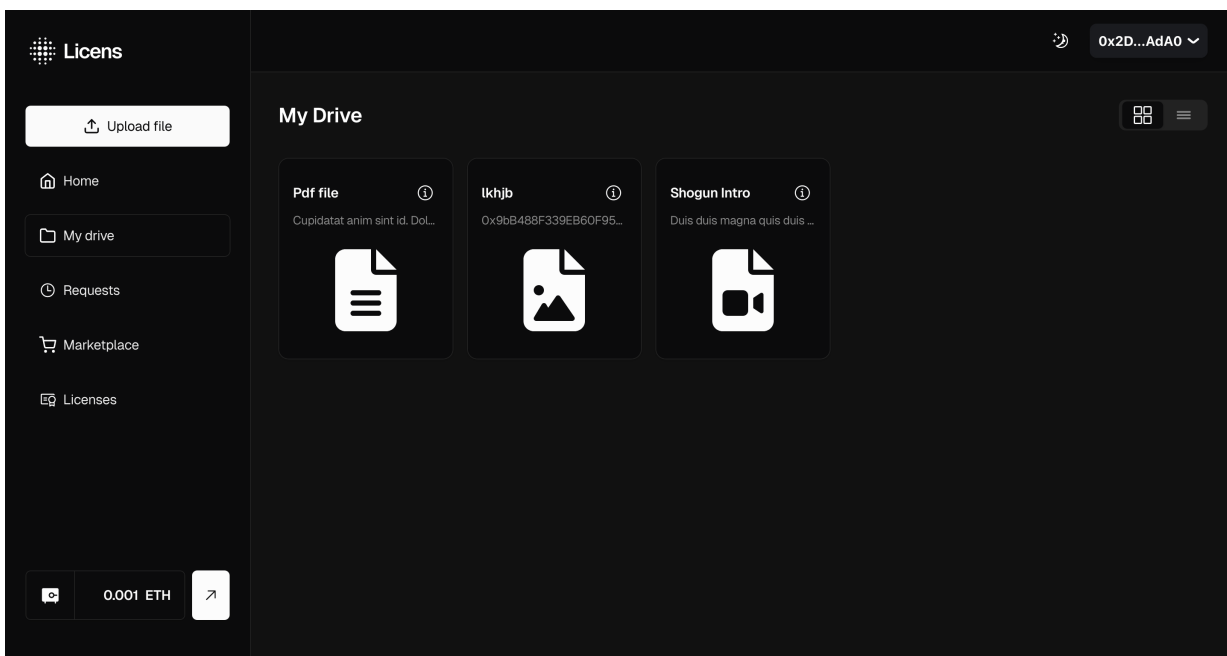 Licens
0x2D...AdA0
Upload file
My Drive
Home
My drive
Requests
Marketplace
Licenses
Pdf file
Cupidatat anim sint id. Dol...
lkhjb
0x9bB488F339EB60F95...
Shogun Intro
Duis duis magna quis duis ...
0.001 ETH